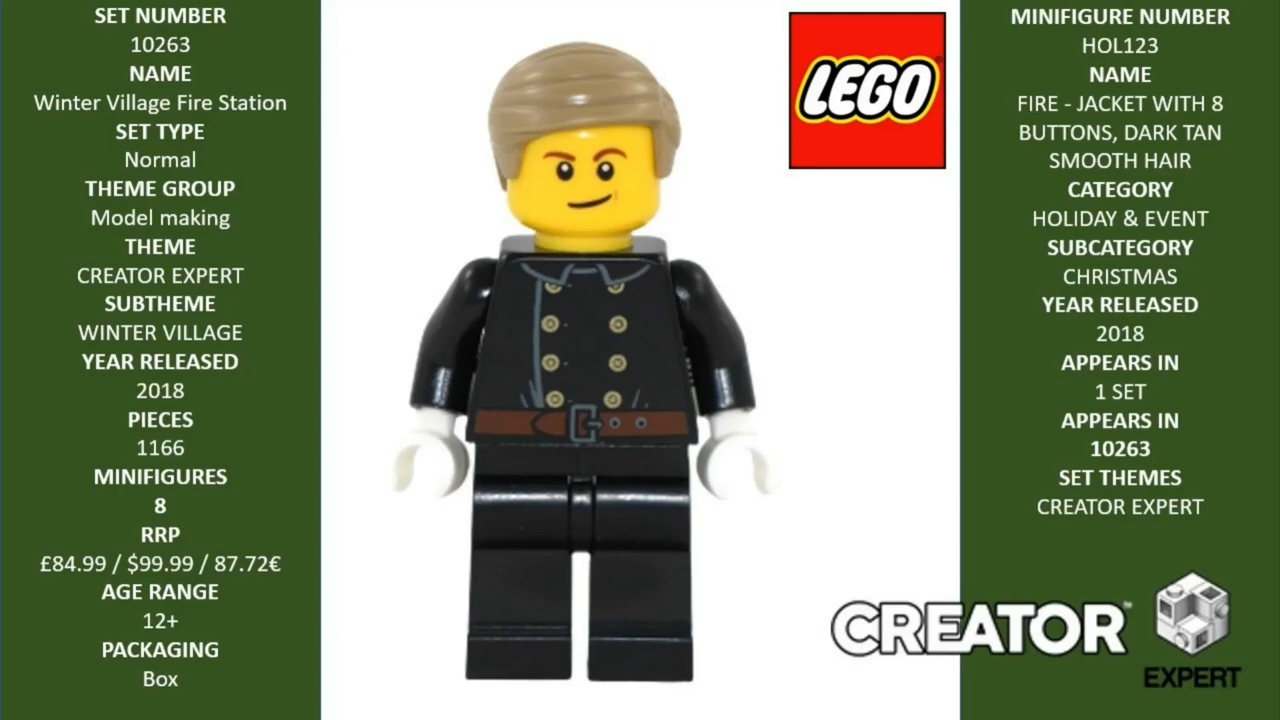 SET NUMBER
10263
NAME
Winter Village Fire Station
SET TYPE
Normal
THEME GROUP
Model making
THEME
CREATOR EXPERT
SUBTHEME
WINTER VILLAGE
YEAR RELEASED
2018
PIECES
1166
MINIFIGURES
8
RRP
£84.99 / $99.99 / 87.72€
AGE RANGE
12+
PACKAGING
Box
LEGO
MINIFIGURE NUMBER
HOL123
NAME
FIRE - JACKET WITH 8
BUTTONS, DARK TAN
SMOOTH HAIR
CATEGORY
HOLIDAY & EVENT
SUBCATEGORY
CHRISTMAS
YEAR RELEASED
2018
APPEARS IN
1 SET
APPEARS IN
10263
SET THEMES
CREATOR EXPERT
CREATOR™
EXPERT